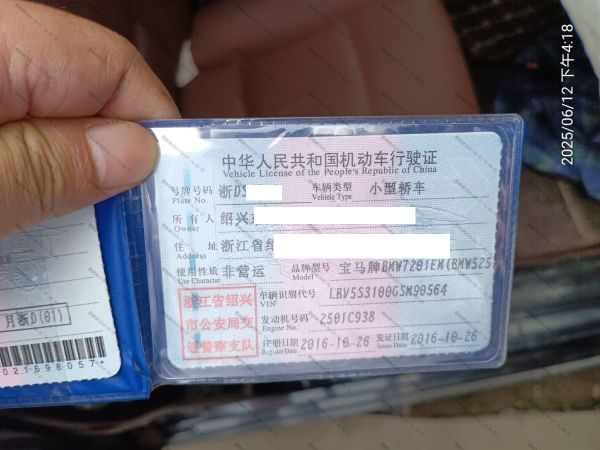 中华人民共和国机动车行驶证
Vehicle License of the People's Republic of China
号牌号码 浙DS 车辆类型 小型轿车
Plate No. Vehicle Type
所有人 绍兴
Owner
住址 浙江省绍
Address
使用性质 非营运 品牌型号 宝马牌BMW7201EM(BMW525
Use Character Model
浙江省绍兴
市公安局交
通警察支队
车辆识别代号 LBV5S3100GSM90564
VIN
发动机号码 2501C938
Engine No.
注册日期 2016-10-26 发证日期 2016-10-26
Register Date Issue Date
月浙D(01)
021698057*
2025/06/12 下午4:18